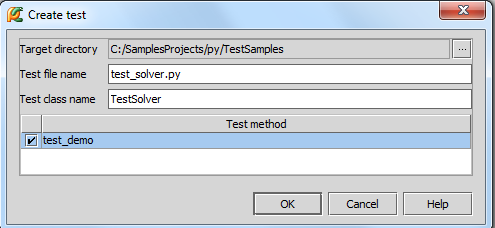 Create test
Target directory C:/SamplesProjects/py/TestSamples ...
Test file name test_solver.py
Test class name TestSolver
Test method
test_demo
OK Cancel Help